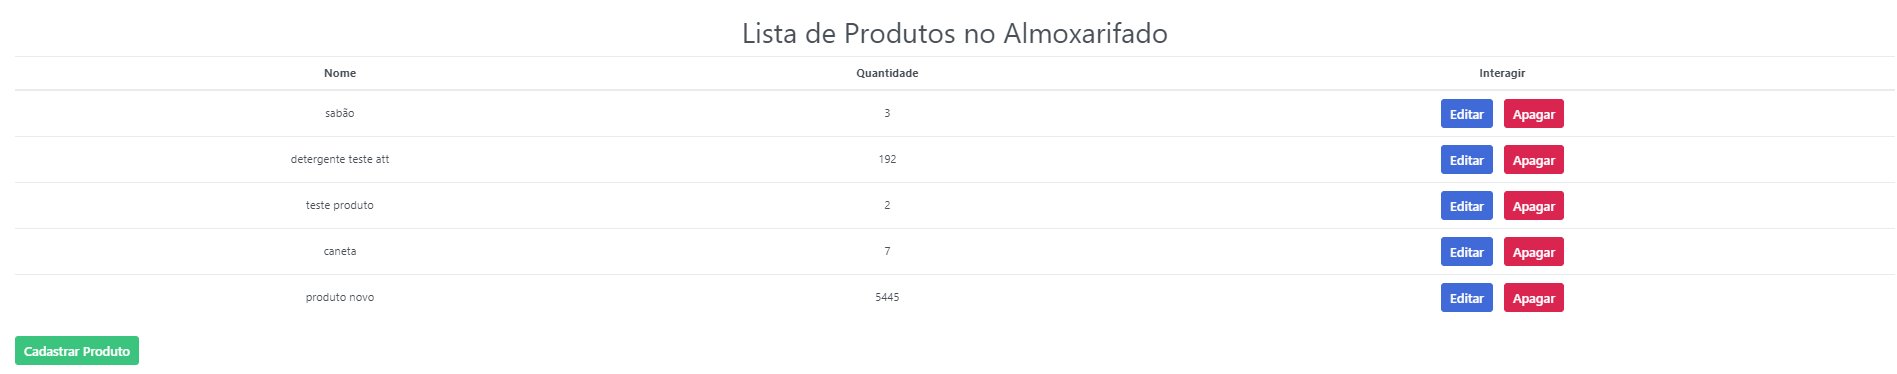 Lista de Produtos no Almoxarifado
Nome Quantidade Interagir
sabão 3 Editar Apagar
detergente teste att 192 Editar Apagar
teste produto 2 Editar Apagar
caneta 7 Editar Apagar
produto novo 5445 Editar Apagar
Cadastrar Produto